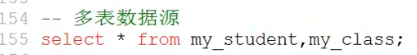 154 -- 多表数据源
155 select * from my_student,my_class;